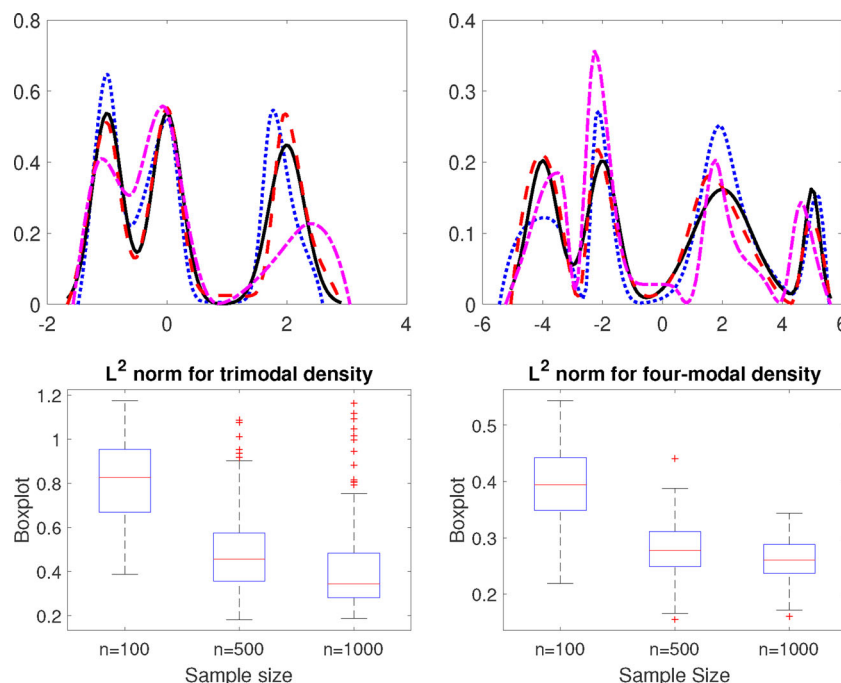 0.8
0.6
0.4
0.2
0
-2 0 2 4
0.4
0.3
0.2
0.1
0
-6 -4 -2 0 2 4 6
L² norm for trimodal density
1.2
1
0.8
0.6
0.4
0.2
Boxplot
n=100 n=500 n=1000
Sample size
L² norm for four-modal density
0.5
0.4
0.3
0.2
Boxplot
n=100 n=500 n=1000
Sample Size